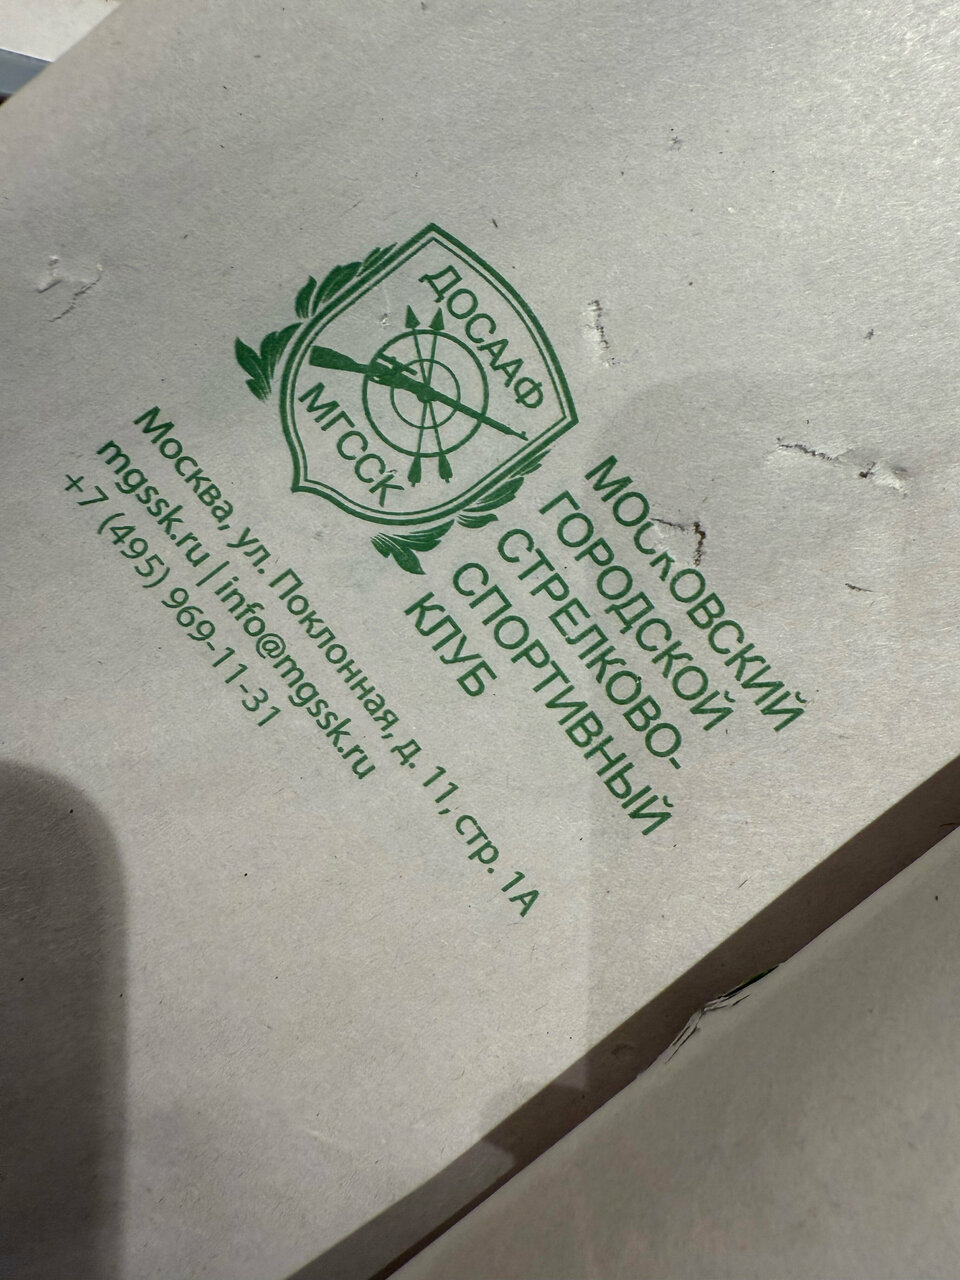 ДОСААФ
МГССК
МОСКОВСКИЙ
ГОРОДСКОЙ
СТРЕЛКОВО-
СПОРТИВНЫЙ
КЛУБ
Москва, ул. Поклонная, д. 11, стр. 1А
mgssk.ru | info@mgssk.ru
+7 (495) 969-11-31